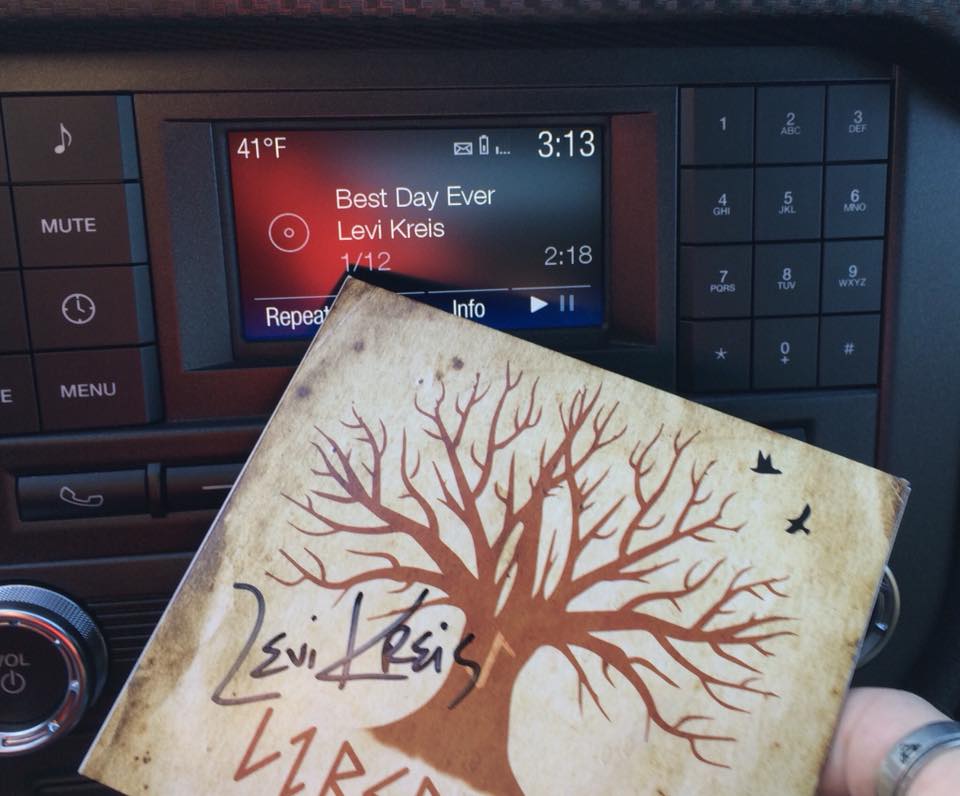 41°F 3:13
Best Day Ever
Levi Kreis
1/12 2:18
Repeat Info
MUTE
MENU
E
VOL
1
2 ABC
3 DEF
4 GHI
5 JKL
6 MNO
7 PQRS
8 TUV
9 WXYZ
*
0 +
#
Levi Kreis